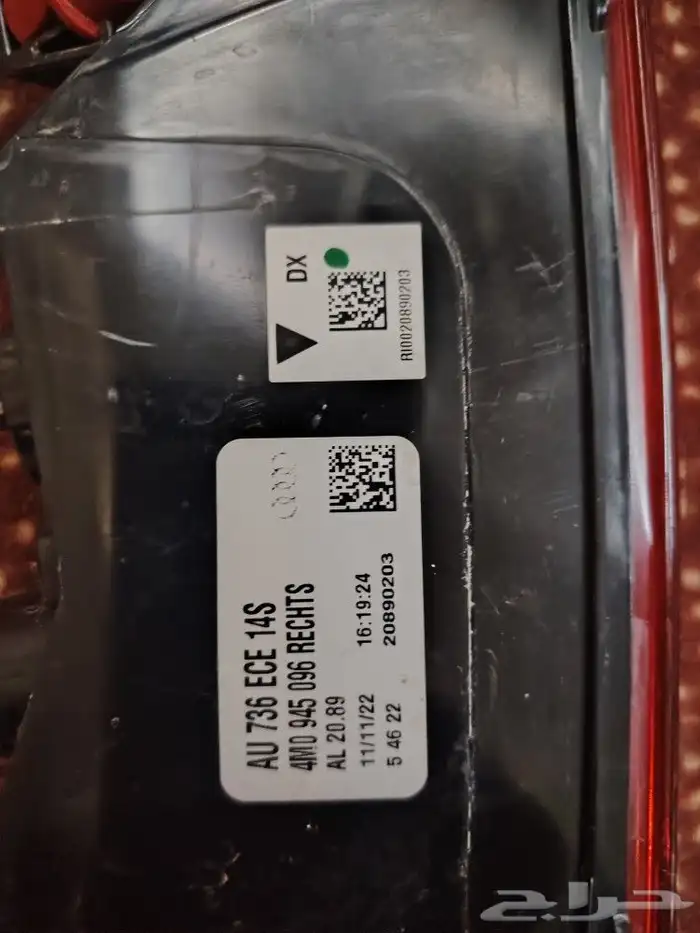 DX
RI0020890203
AU 736 ECE 14S
4M0 945 096 RECHTS
AL 20.89
11/11/22 16:19:24
5 46 22 20890203
حراج